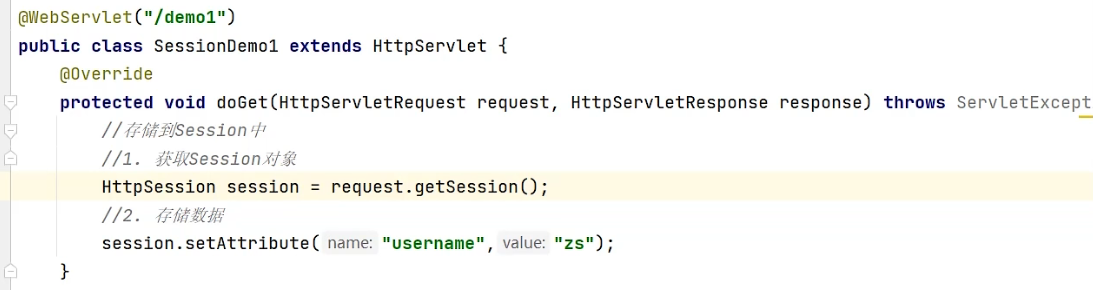 @WebServlet("/demo1")
public class SessionDemo1 extends HttpServlet {
@Override
protected void doGet(HttpServletRequest request, HttpServletResponse response) throws ServletExcept
//存储到Session中
//1. 获取Session对象
HttpSession session = request.getSession();
//2. 存储数据
session.setAttribute( name: "username", value: "zs");
}